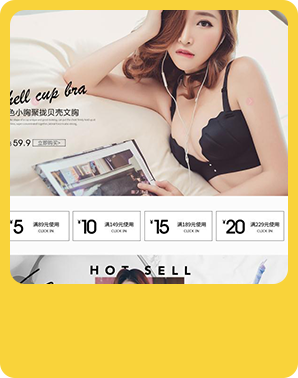 hell cup bra
色小胸聚拢贝壳文胸
59.9 立即购买>
¥5 满89元使用 CLICK IN
¥10 满149元使用 CLICK IN
¥15 满189元使用 CLICK IN
¥20 满229元使用 CLICK IN
HOT SELL